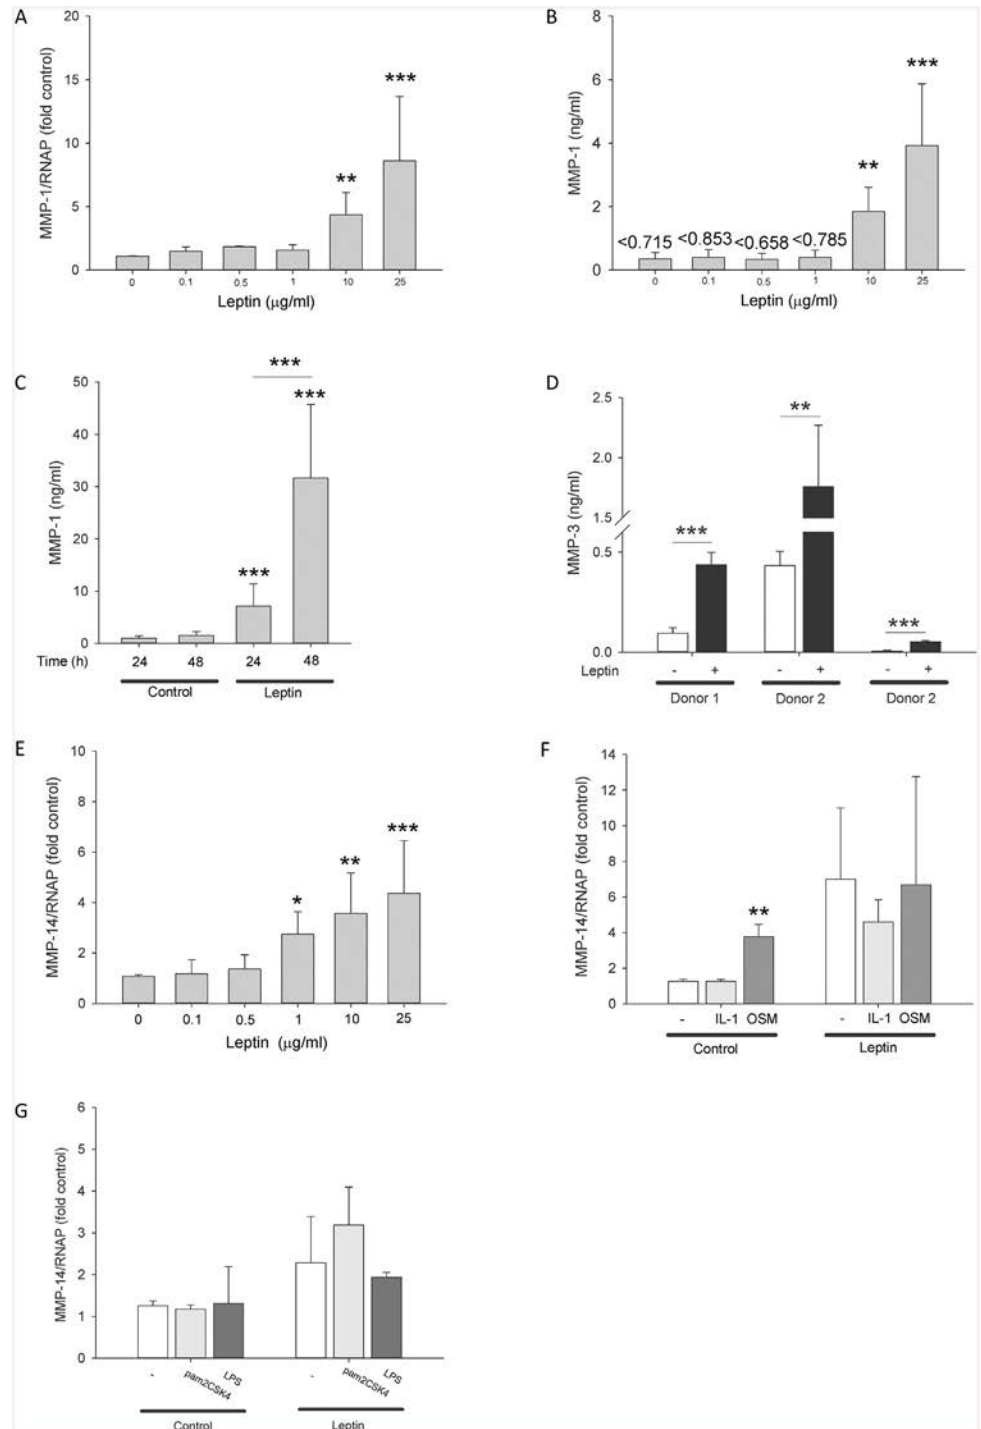 A
MMP-1/RNAP (fold control)
20
15
10
5
0
**
***
0 0.1 0.5 1 10 25
Leptin (μg/ml)
B
MMP-1 (ng/ml)
8
6
4
2
0
<0.715 <0.853 <0.658 <0.785
**
***
0 0.1 0.5 1 10 25
Leptin (μg/ml)
C
MMP-1 (ng/ml)
50
40
30
20
10
0
***
***
***
Time (h) 24 48 24 48
Control Leptin
D
MMP-3 (ng/ml)
2.5
2.0
1.5
0.5
0.0
***
**
***
Leptin - + - + - +
Donor 1 Donor 2 Donor 2
E
MMP-14/RNAP (fold control)
10
8
6
4
2
0
*
**
***
0 0.1 0.5 1 10 25
Leptin (μg/ml)
F
MMP-14/RNAP (fold control)
14
12
10
8
6
4
2
0
**
- IL-1 OSM - IL-1 OSM
Control Leptin
G
MMP-14/RNAP (fold control)
6
5
4
3
2
1
0
- pam2CSK4 LPS - pam2CSK4 LPS
Control Leptin